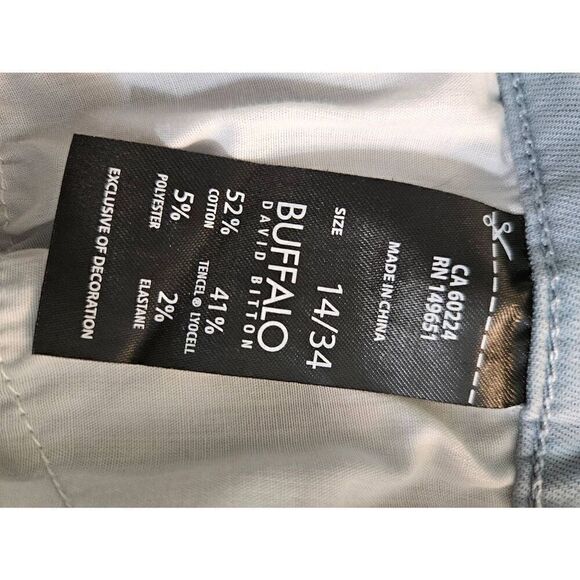 CA 60224
RN 149651
MADE IN CHINA
SIZE 14/34
BUFFALO
DAVID BITTON
52% 41%
COTTON TENCEL® LYOCELL
5% 2%
POLYESTER ELASTANE
EXCLUSIVE OF DECORATION